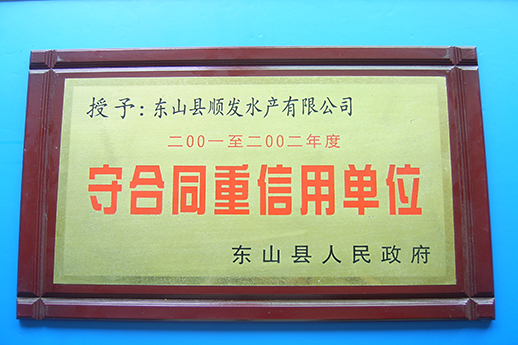 授予：东山县顺发水产有限公司
二00一至二00二年度
守合同重信用单位
东山县人民政府